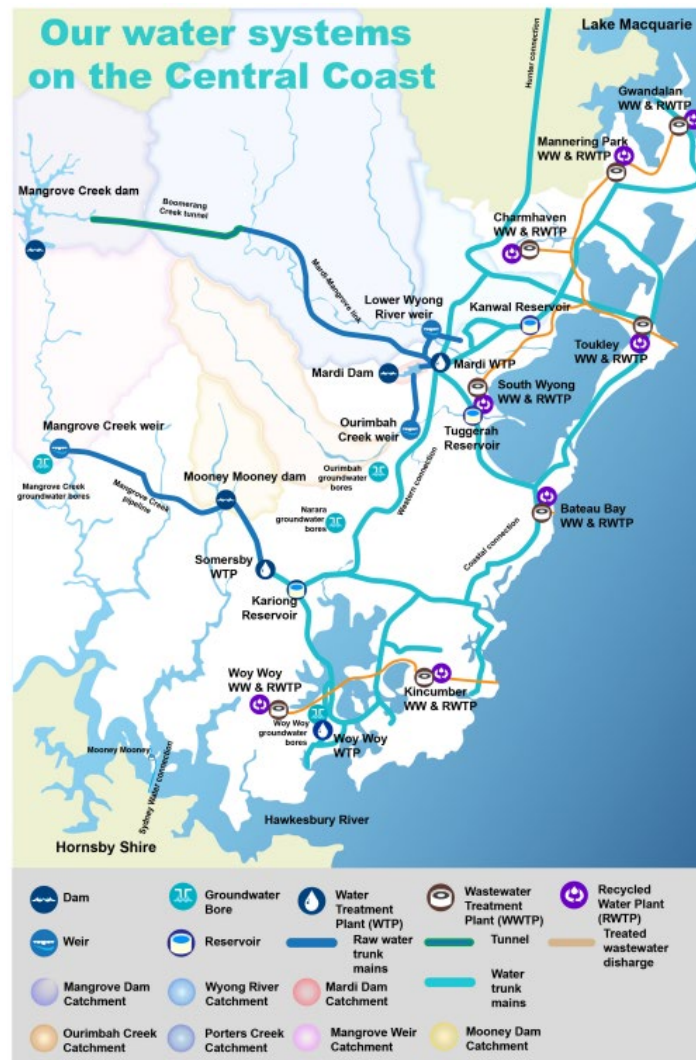 Our water systems
on the Central Coast
Lake Macquarie
Hunter connection
Gwandalan
WW & RWTP
Mannering Park
WW & RWTP
Mangrove Creek dam
Boomerang
Creek tunnel
Charmhaven
WW & RWTP
Mardi-Mangrove link
Lower Wyong
River weir
Kanwal Reservoir
Mardi Dam
Mardi WTP
Toukley
WW & RWTP
South Wyong
WW & RWTP
Ourimbah
Creek weir
Tuggerah
Reservoir
Mangrove Creek weir
Mangrove Creek
groundwater bores
Mangrove Creek
pipeline
Mooney Mooney dam
Ourimbah
groundwater
bores
Western connection
Narara
groundwater
bores
Bateau Bay
WW & RWTP
Coastal connection
Somersby
WTP
Kariong
Reservoir
Woy Woy
WW & RWTP
Kincumber
WW & RWTP
Woy Woy
groundwater
bores
Woy Woy
WTP
Mooney Mooney
Sydney Water connection
Hawkesbury River
Hornsby Shire
Dam
Groundwater
Bore
Water
Treatment
Plant (WTP)
Wastewater
Treatment
Plant (WWTP)
Recycled
Water Plant
(RWTP)
Weir
Reservoir
Raw water
trunk
mains
Tunnel
Treated
wastewater
disharge
Mangrove Dam
Catchment
Wyong River
Catchment
Mardi Dam
Catchment
Water
trunk
mains
Ourimbah Creek
Catchment
Porters Creek
Catchment
Mangrove Weir
Catchment
Mooney Dam
Catchment